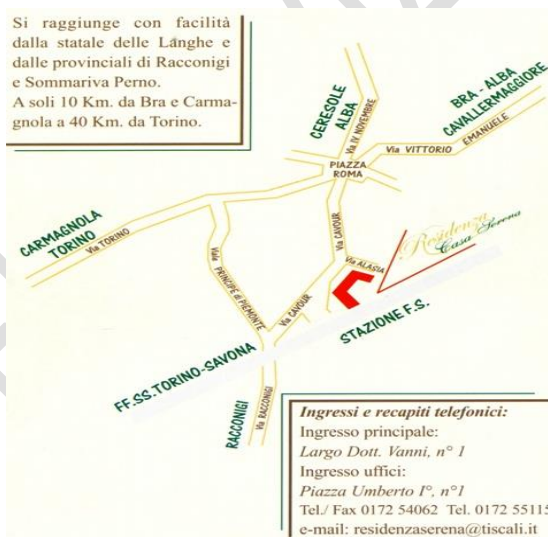 Si raggiunge con facilità
dalla statale delle Langhe e
dalle provinciali di Racconigi
e Sommariva Perno.
A soli 10 Km. da Bra e Carma-
gnola a 40 Km. da Torino.
CERESOLE
ALBA
Via IV NOVEMBRE
BRA - ALBA
CAVALLERMAGGIORE
Via VITTORIO EMANUELE
PIAZZA
ROMA
CARMAGNOLA
TORINO
Via TORINO
Viale PRINCIPE di PIEMONTE
Via CAVOUR
Via ALASIA
Residenza
Casa Serena
Via CAVOUR
STAZIONE F.S.
FF.SS.TORINO-SAVONA
RACCONIGI
Via RACCONIGI
Ingressi e recapiti telefonici:
Ingresso principale:
Largo Dott. Vanni, n° 1
Ingresso uffici:
Piazza Umberto I°, n°1
Tel./ Fax 0172 54062 Tel. 0172 55115
e-mail: residenzaserena@tiscali.it